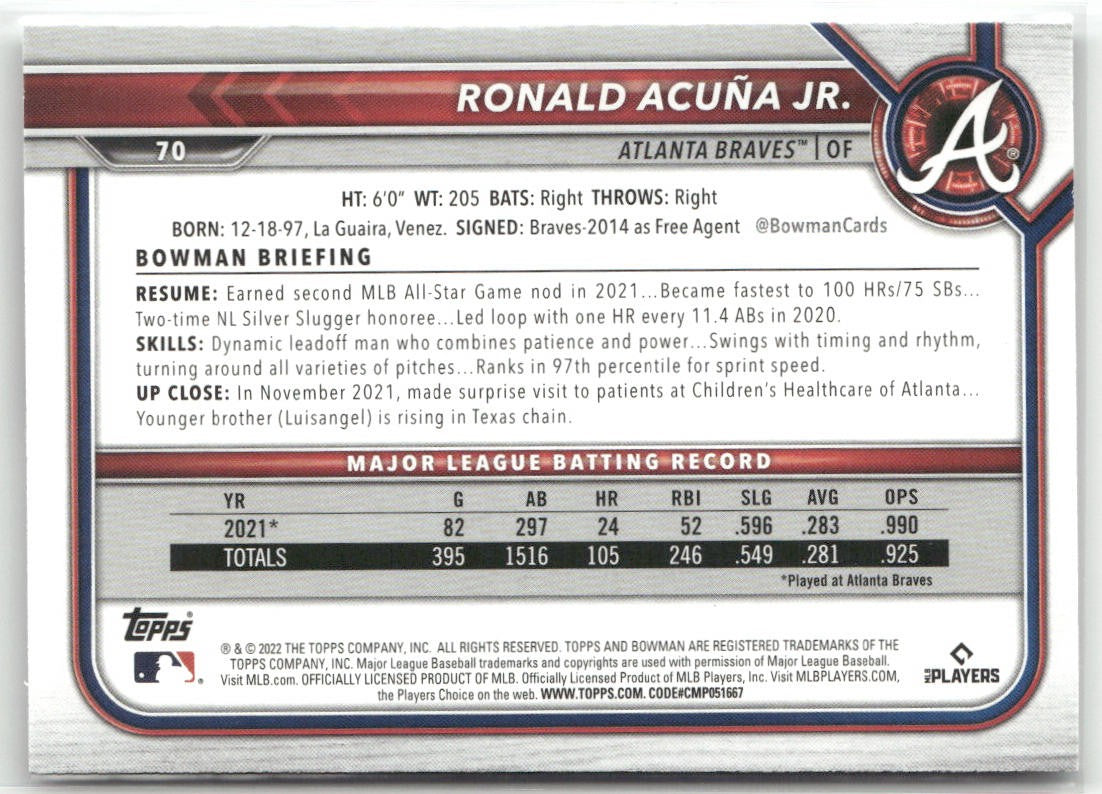 RONALD ACUÑA JR.
70
ATLANTA BRAVES™ | OF
A®
HT: 6'0" WT: 205 BATS: Right THROWS: Right
BORN: 12-18-97, La Guaira, Venez. SIGNED: Braves-2014 as Free Agent @BowmanCards
BOWMAN BRIEFING
RESUME: Earned second MLB All-Star Game nod in 2021...Became fastest to 100 HRs/75 SBs...
Two-time NL Silver Slugger honoree...Led loop with one HR every 11.4 ABs in 2020.
SKILLS: Dynamic leadoff man who combines patience and power...Swings with timing and rhythm,
turning around all varieties of pitches...Ranks in 97th percentile for sprint speed.
UP CLOSE: In November 2021, made surprise visit to patients at Children's Healthcare of Atlanta...
Younger brother (Luisangel) is rising in Texas chain.
MAJOR LEAGUE BATTING RECORD
YR G AB HR RBI SLG AVG OPS
2021* 82 297 24 52 .596 .283 .990
TOTALS 395 1516 105 246 .549 .281 .925
*Played at Atlanta Braves
Topps®
® & © 2022 THE TOPPS COMPANY, INC. ALL RIGHTS RESERVED. TOPPS AND BOWMAN ARE REGISTERED TRADEMARKS OF THE
TOPPS COMPANY, INC. Major League Baseball trademarks and copyrights are used with permission of Major League Baseball.
Visit MLB.com. OFFICIALLY LICENSED PRODUCT OF MLB. Officially Licensed Product of MLB Players, Inc. Visit MLBPLAYERS.COM,
the Players Choice on the web. WWW.TOPPS.COM. CODE#CMP051667
MLB PLAYERS